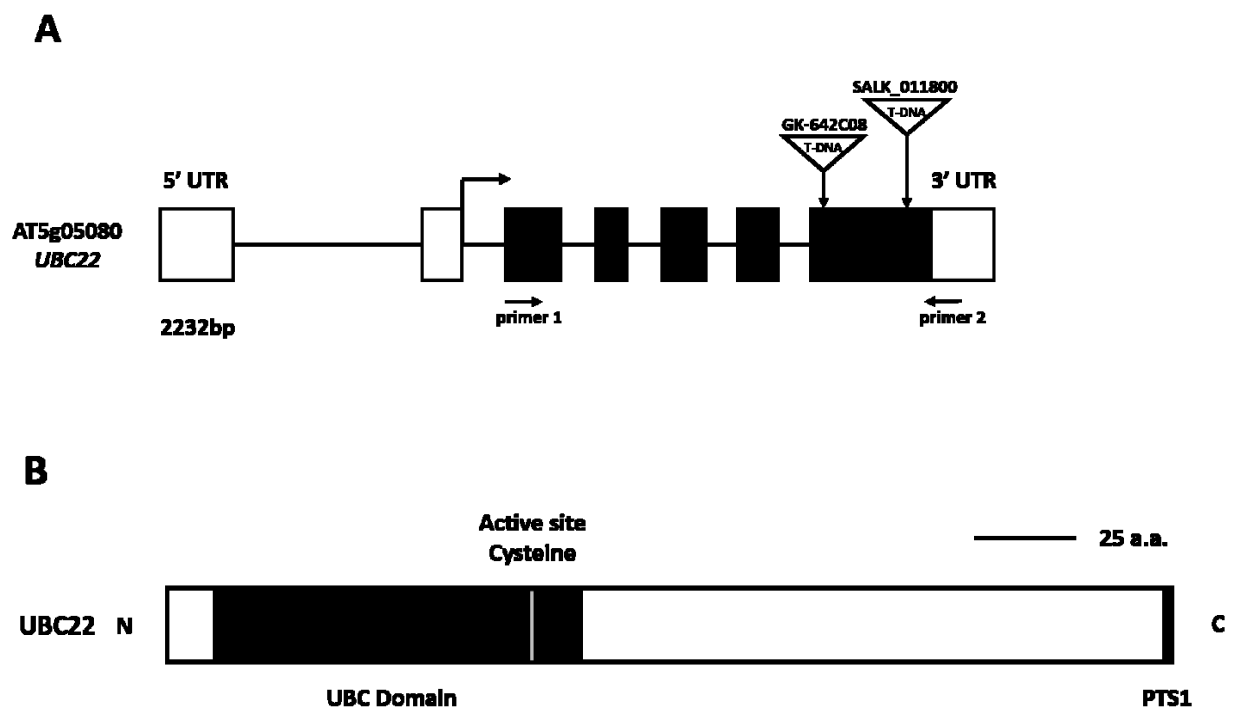 A
SALK_011800
T-DNA
GK-642C08
T-DNA
5' UTR
3' UTR
AT5g05080
UBC22
primer 1
primer 2
2232bp
B
Active site
Cysteine
25 a.a.
UBC22 N
C
UBC Domain
PTS1